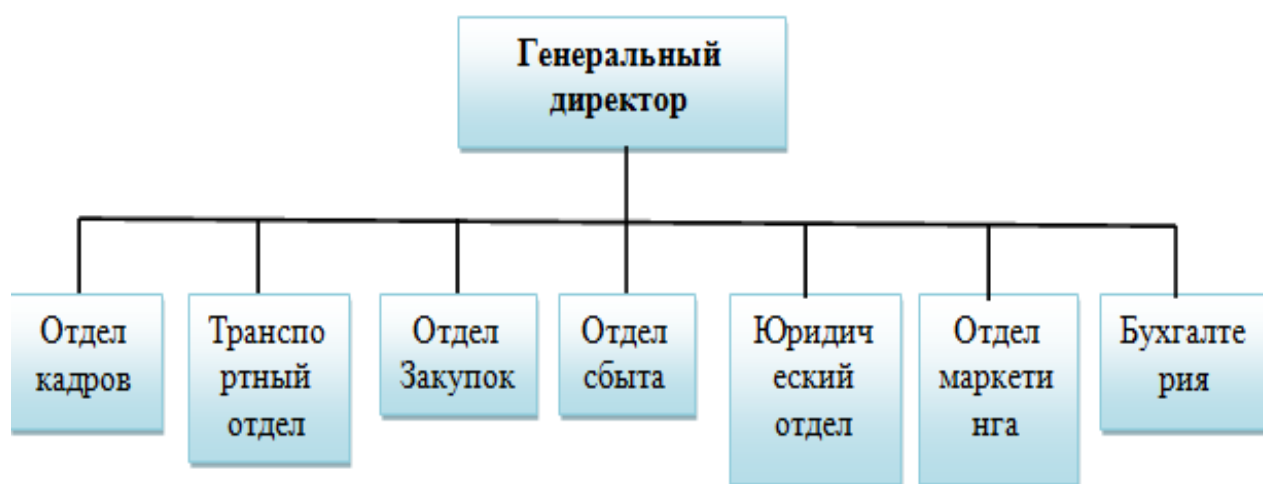 Генеральный
директор
Отдел
кадров
Транспо
ртный
отдел
Отдел
Закупок
Отдел
сбыта
Юридич
еский
отдел
Отдел
маркети
нга
Бухгалте
рия